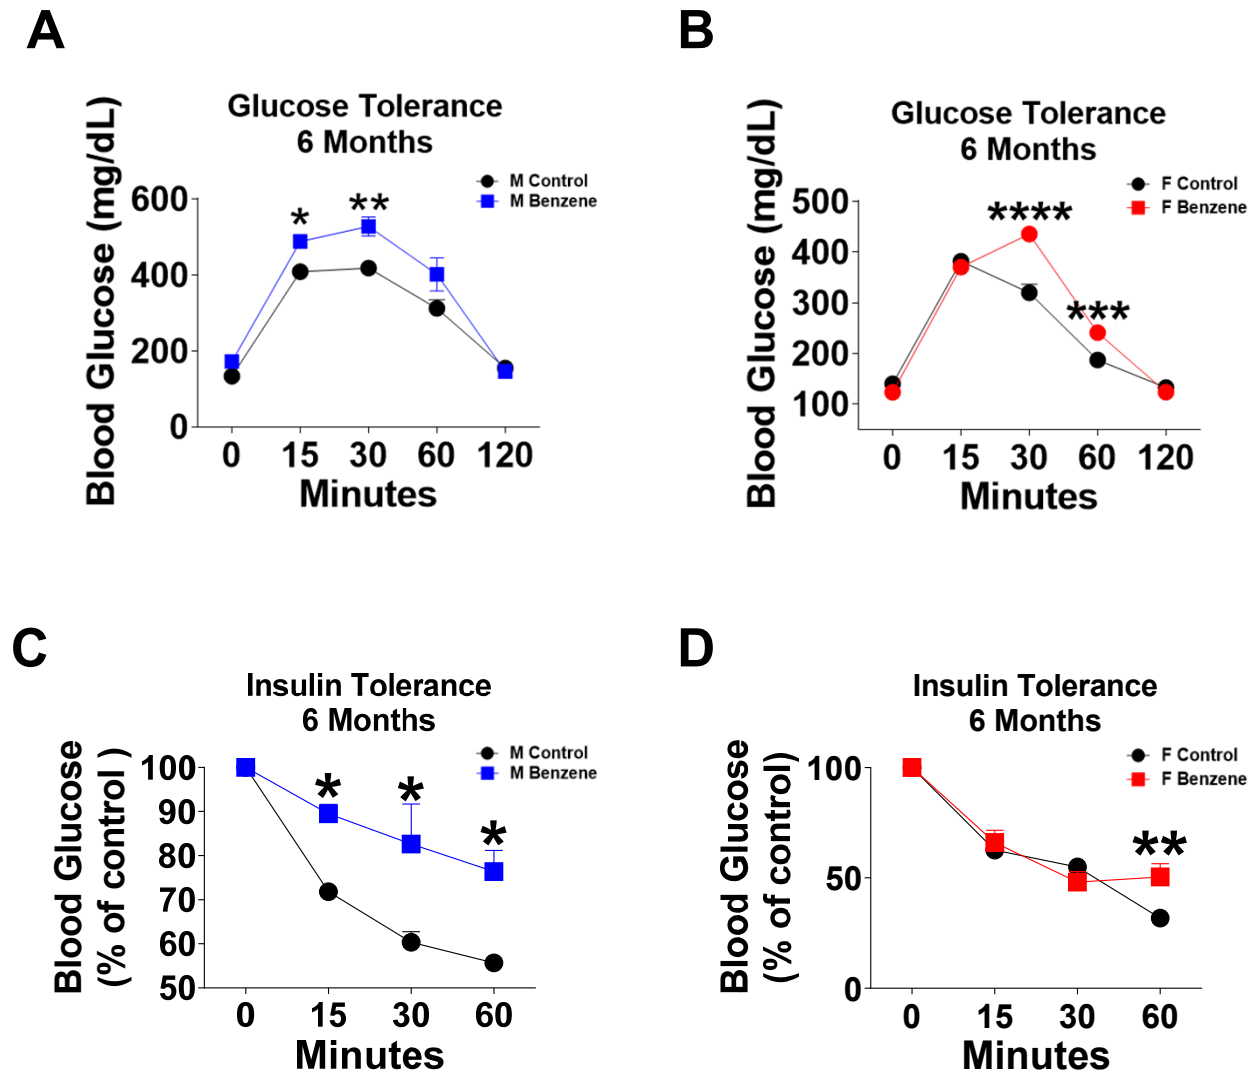 A
Glucose Tolerance
6 Months
M Control
M Benzene
Blood Glucose (mg/dL)
600
400
200
0
* **
0 15 30 60 120
Minutes
B
Glucose Tolerance
6 Months
F Control
F Benzene
Blood Glucose (mg/dL)
500
400
300
200
100
****
***
0 15 30 60 120
Minutes
C
Insulin Tolerance
6 Months
M Control
M Benzene
Blood Glucose
(% of control )
100
90
80
70
60
50
* * *
0 15 30 60
Minutes
D
Insulin Tolerance
6 Months
F Control
F Benzene
Blood Glucose
(% of control)
100
50
0
**
0 15 30 60
Minutes